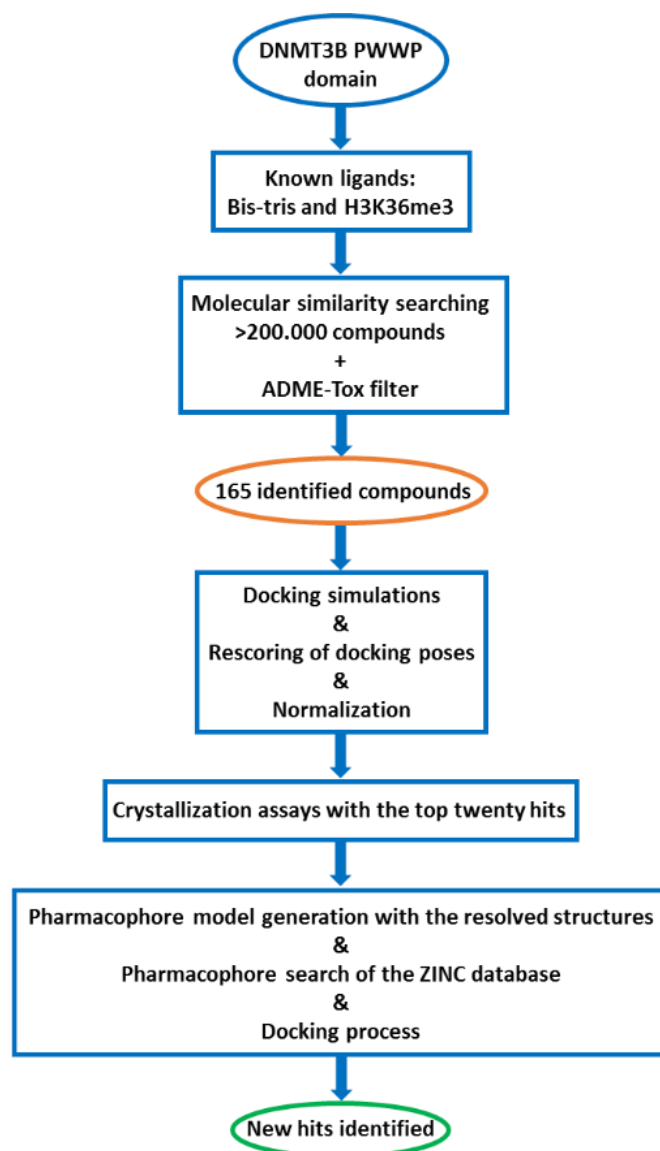 DNMT3B PWWP
domain
Known ligands:
Bis-tris and H3K36me3
Molecular similarity searching
>200.000 compounds
+
ADME-Tox filter
165 identified compounds
Docking simulations
&
Rescoring of docking poses
&
Normalization
Crystallization assays with the top twenty hits
Pharmacophore model generation with the resolved structures
&
Pharmacophore search of the ZINC database
&
Docking process
New hits identified